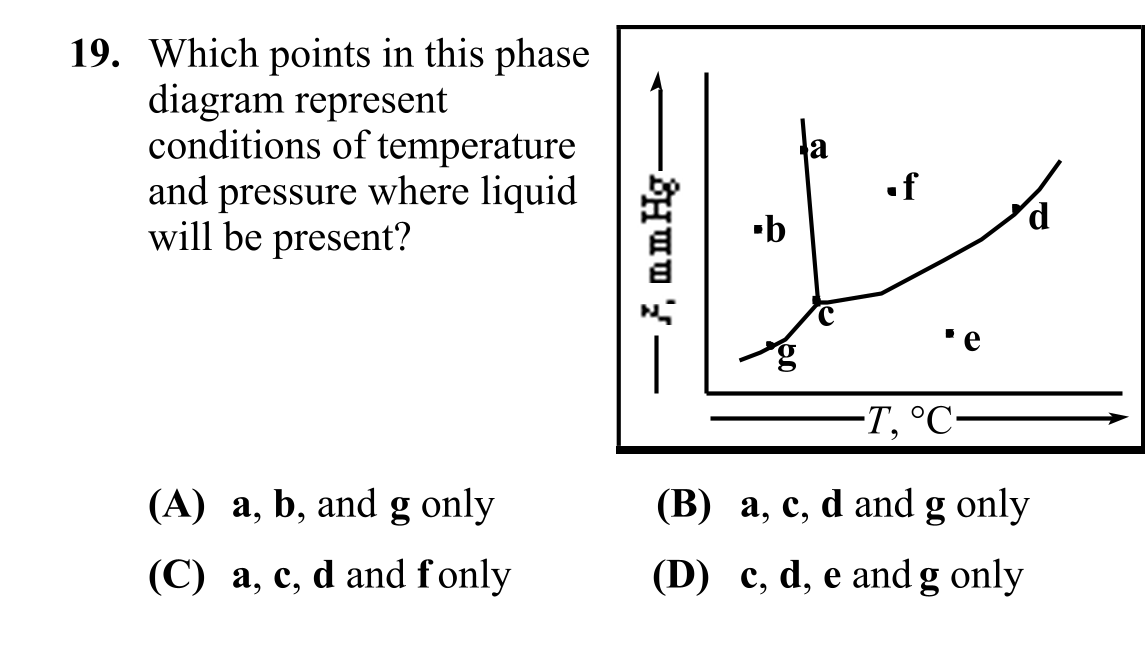 19. Which points in this phase
diagram represent
conditions of temperature
and pressure where liquid
will be present?
a
f
b
d
c
e
g
mmHg
T, °C
(A) a, b, and g only
(B) a, c, d and g only
(C) a, c, d and f only
(D) c, d, e and g only